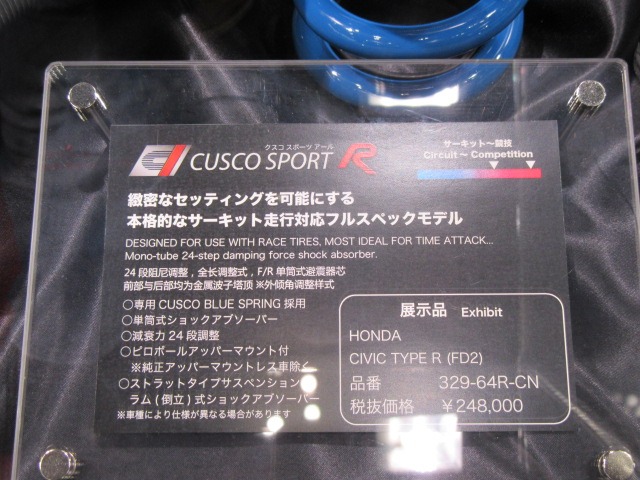 クスコ スポーツ アール
CUSCO SPORT R
サーキット～競技
Circuit ～ Competition
緻密なセッティングを可能にする
本格的なサーキット走行対応フルスペックモデル
DESIGNED FOR USE WITH RACE TIRES, MOST IDEAL FOR TIME ATTACK...
Mono-tube 24-step damping force shock absorber.
24段阻尼调整，全长调整式，F/R 单筒式避震器芯
前部与后部均为金属波子塔顶 ※外倾角调整样式
○専用 CUSCO BLUE SPRING 採用
○単筒式ショックアブソーバー
○減衰力 24 段調整
○ピロボールアッパーマウント付
※純正アッパーマウントレス車除く
○ストラットタイプサスペンション
ラム (倒立) 式ショックアブソーバー
※車種により仕様が異なる場合があります
展示品 Exhibit
HONDA
CIVIC TYPE R (FD2)
品番 329-64R-CN
税抜価格 ￥248,000